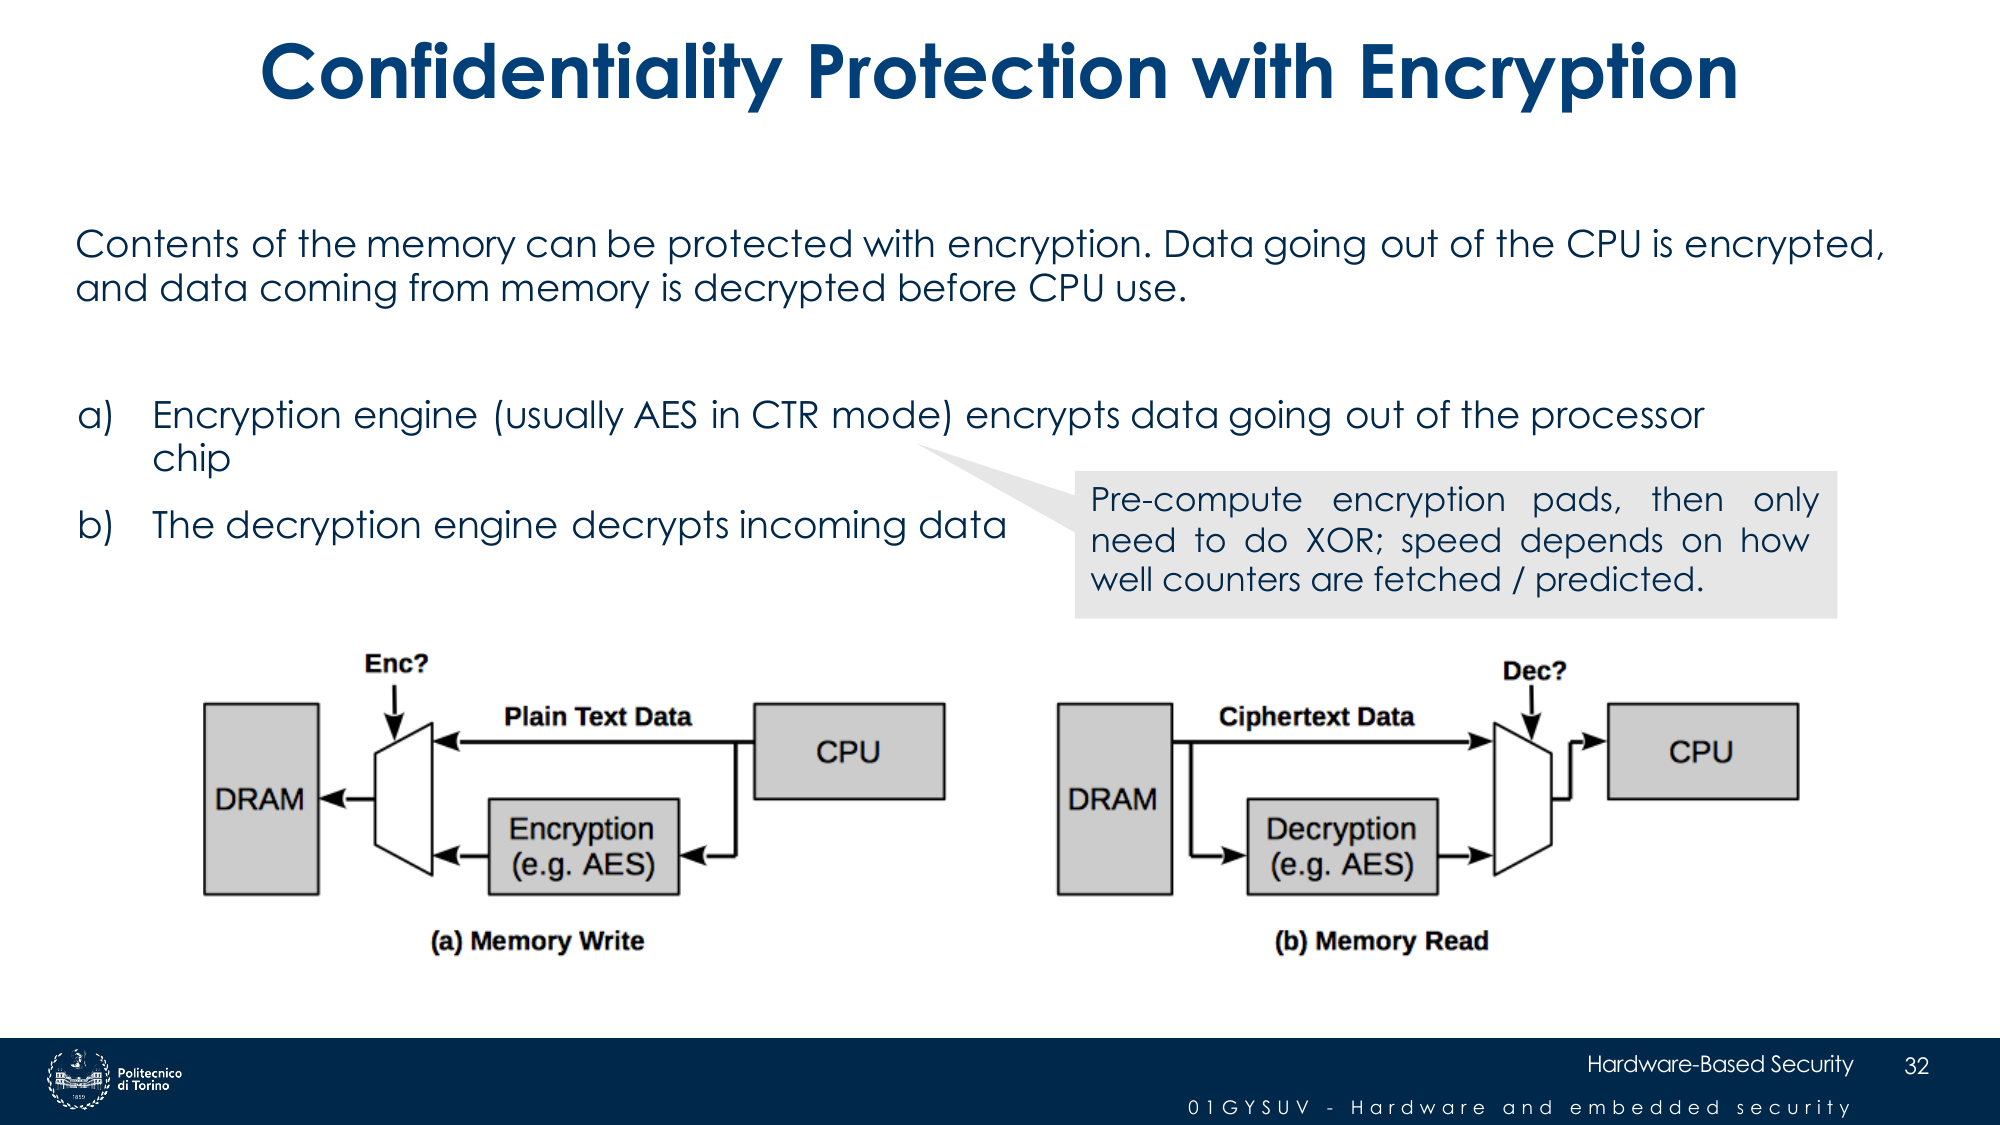 Confidentiality Protection with Encryption
Contents of the memory can be protected with encryption. Data going out of the CPU is encrypted,
and data coming from memory is decrypted before CPU use.
a) Encryption engine (usually AES in CTR mode) encrypts data going out of the processor
chip
b) The decryption engine decrypts incoming data
Pre-compute encryption pads, then only
need to do XOR; speed depends on how
well counters are fetched / predicted.
Enc?
Plain Text Data
CPU
DRAM
Encryption
(e.g. AES)
(a) Memory Write
Dec?
Ciphertext Data
CPU
DRAM
Decryption
(e.g. AES)
(b) Memory Read
1859
Politecnico
di Torino
Hardware-Based Security
32
01GYSUV - Hardware and embedded security